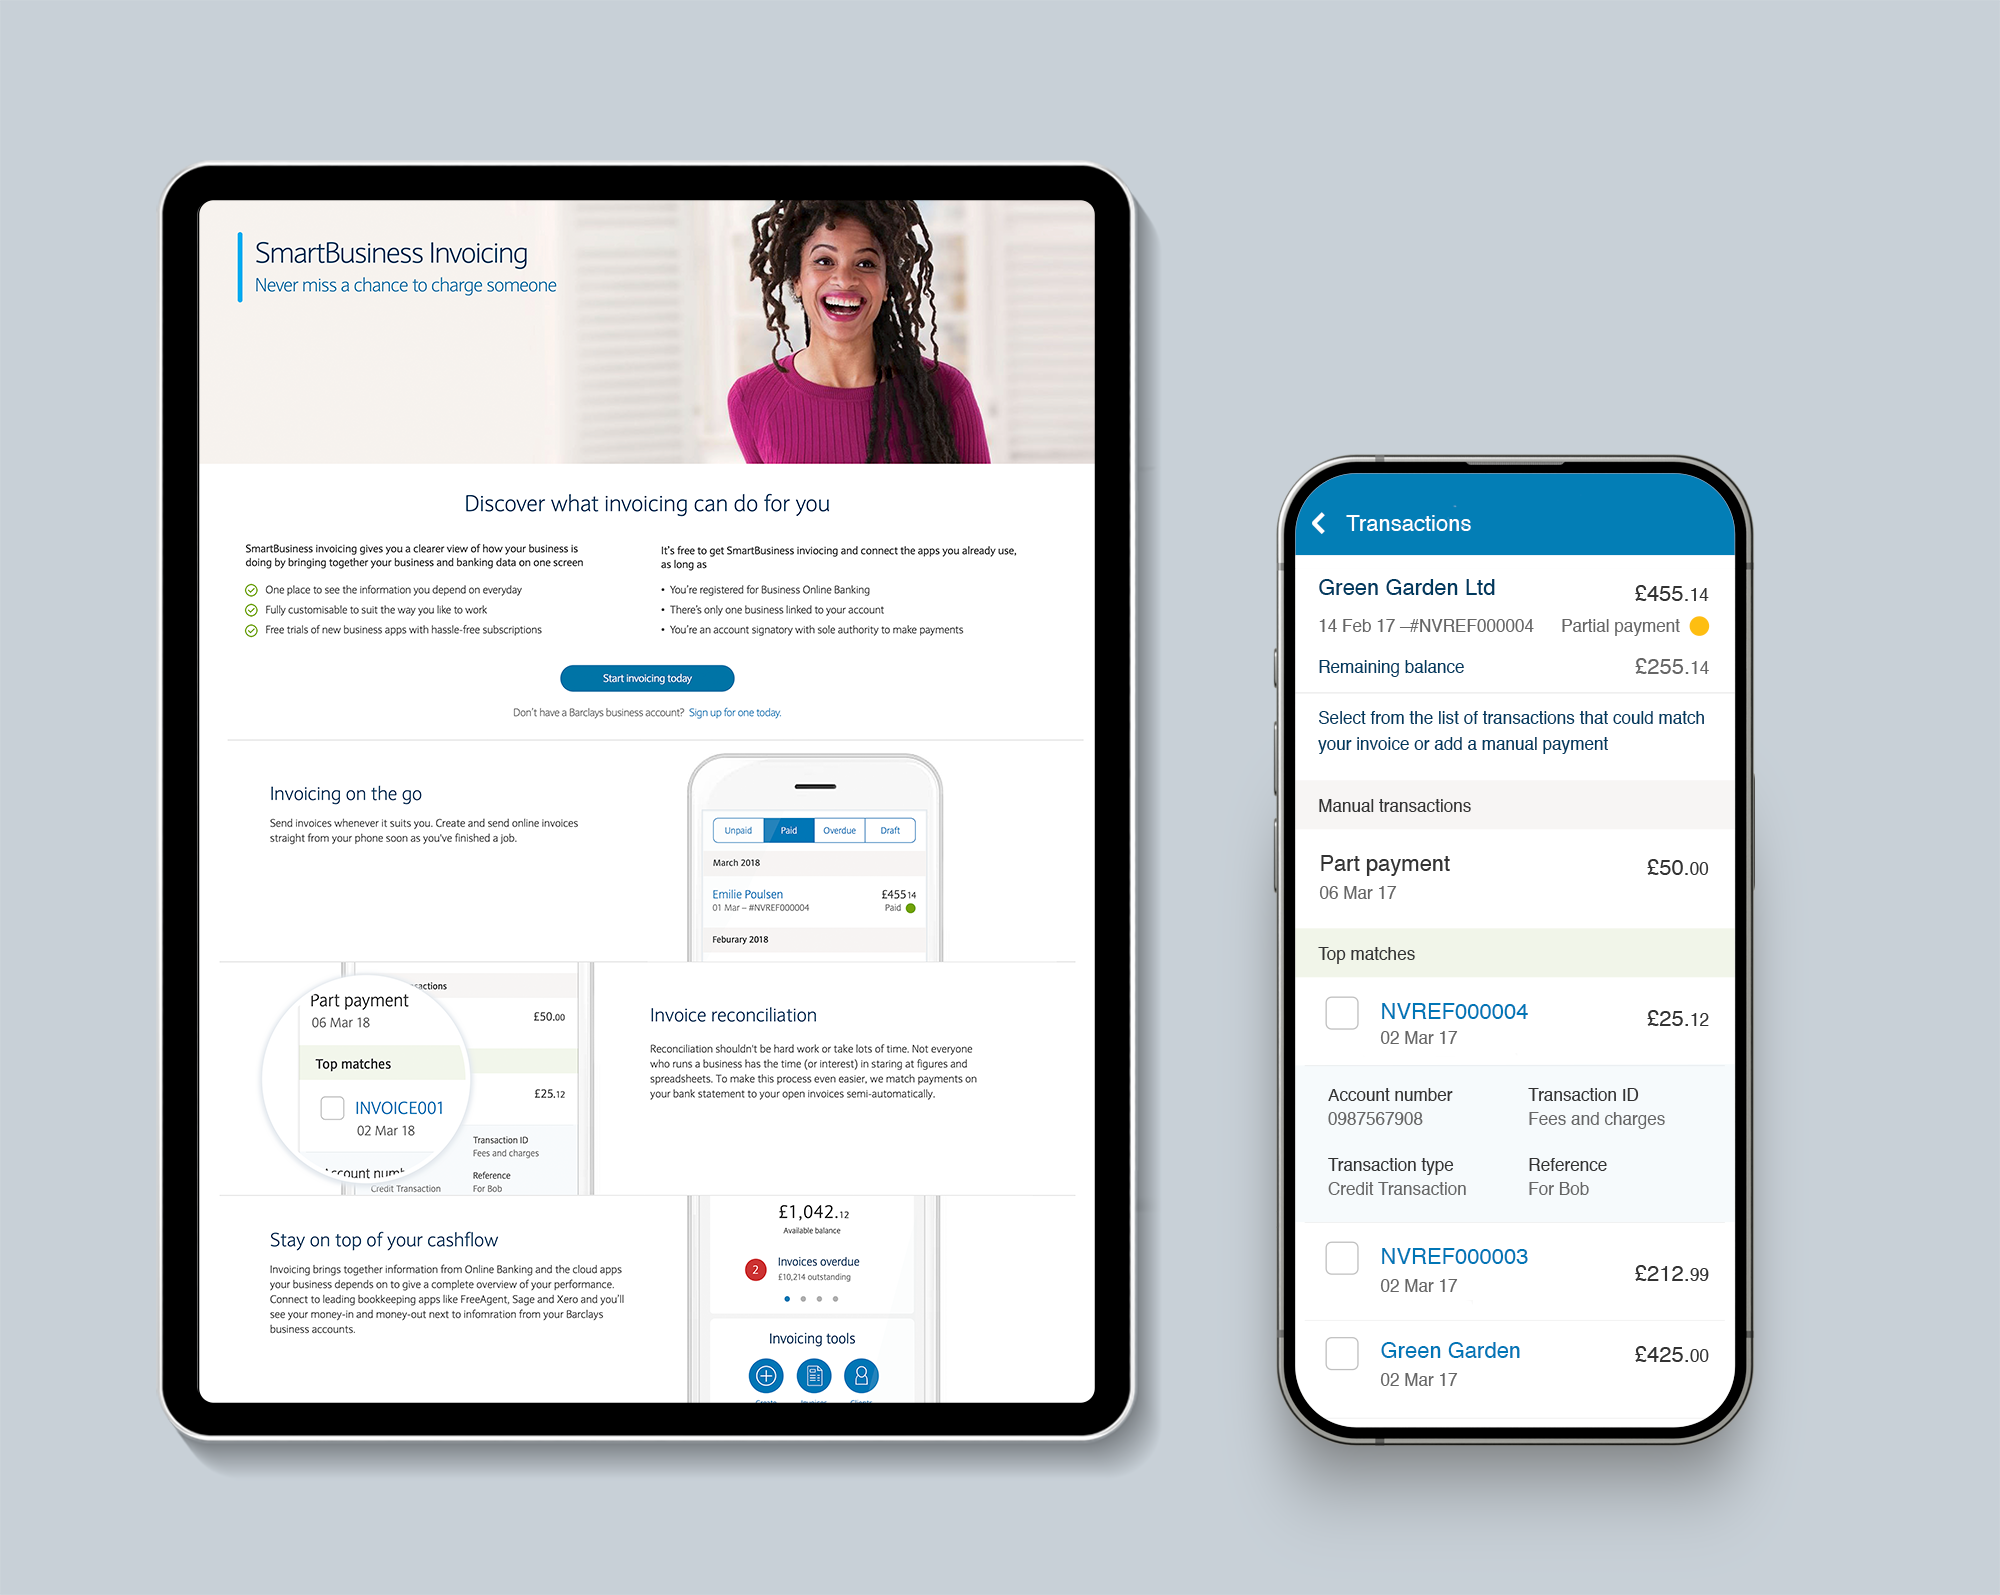 SmartBusiness Invoicing
Never miss a chance to charge someone
Discover what invoicing can do for you
SmartBusiness invoicing gives you a clearer view of how your business is
doing by bringing together your business and banking data on one screen
One place to see the information you depend on everyday
Fully customisable to suit the way you like to work
Free trials of new business apps with hassle-free subscriptions
It's free to get SmartBusiness inviocing and connect the apps you already use,
as long as
• You're registered for Business Online Banking
• There's only one business linked to your account
• You're an account signatory with sole authority to make payments
Start invoicing today
Don't have a Barclays business account? Sign up for one today.
Invoicing on the go
Send invoices whenever it suits you. Create and send online invoices
straight from your phone soon as you've finished a job.
Unpaid Paid Overdue Draft
March 2018
Emilie Poulsen £455 14
01 Mar – #NVREF000004 Paid
Feburary 2018
Part payment
06 Mar 18
Top matches
INVOICE001
02 Mar 18
£50.00
£25.12
Transaction ID
Fees and charges
Reference
Credit Transaction For Bob
Invoice reconciliation
Reconciliation shouldn't be hard work or take lots of time. Not everyone
who runs a business has the time (or interest) in staring at figures and
spreadsheets. To make this process even easier, we match payments on
your bank statement to your open invoices semi-automatically.
Stay on top of your cashflow
Invoicing brings together information from Online Banking and the cloud apps
your business depends on to give a complete overview of your performance.
Connect to leading bookkeeping apps like FreeAgent, Sage and Xero and you'll
see your money-in and money-out next to infomration from your Barclays
business accounts.
£1,042.12
Available balance
2 Invoices overdue
£10,214 outstanding
Invoicing tools
Transactions
Green Garden Ltd £455.14
14 Feb 17 –#NVREF000004 Partial payment
Remaining balance £255.14
Select from the list of transactions that could match
your invoice or add a manual payment
Manual transactions
Part payment £50.00
06 Mar 17
Top matches
NVREF000004 £25.12
02 Mar 17
Account number Transaction ID
0987567908 Fees and charges
Transaction type Reference
Credit Transaction For Bob
NVREF000003 £212.99
02 Mar 17
Green Garden £425.00
02 Mar 17